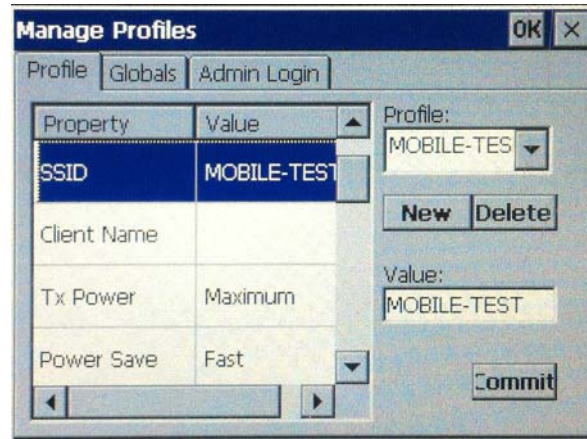 Manage Profiles OK ×
Profile Globals Admin Login
Property Value
SSID MOBILE-TEST
Client Name
Tx Power Maximum
Power Save Fast
Profile:
MOBILE-TES
New Delete
Value:
MOBILE-TEST
Commit